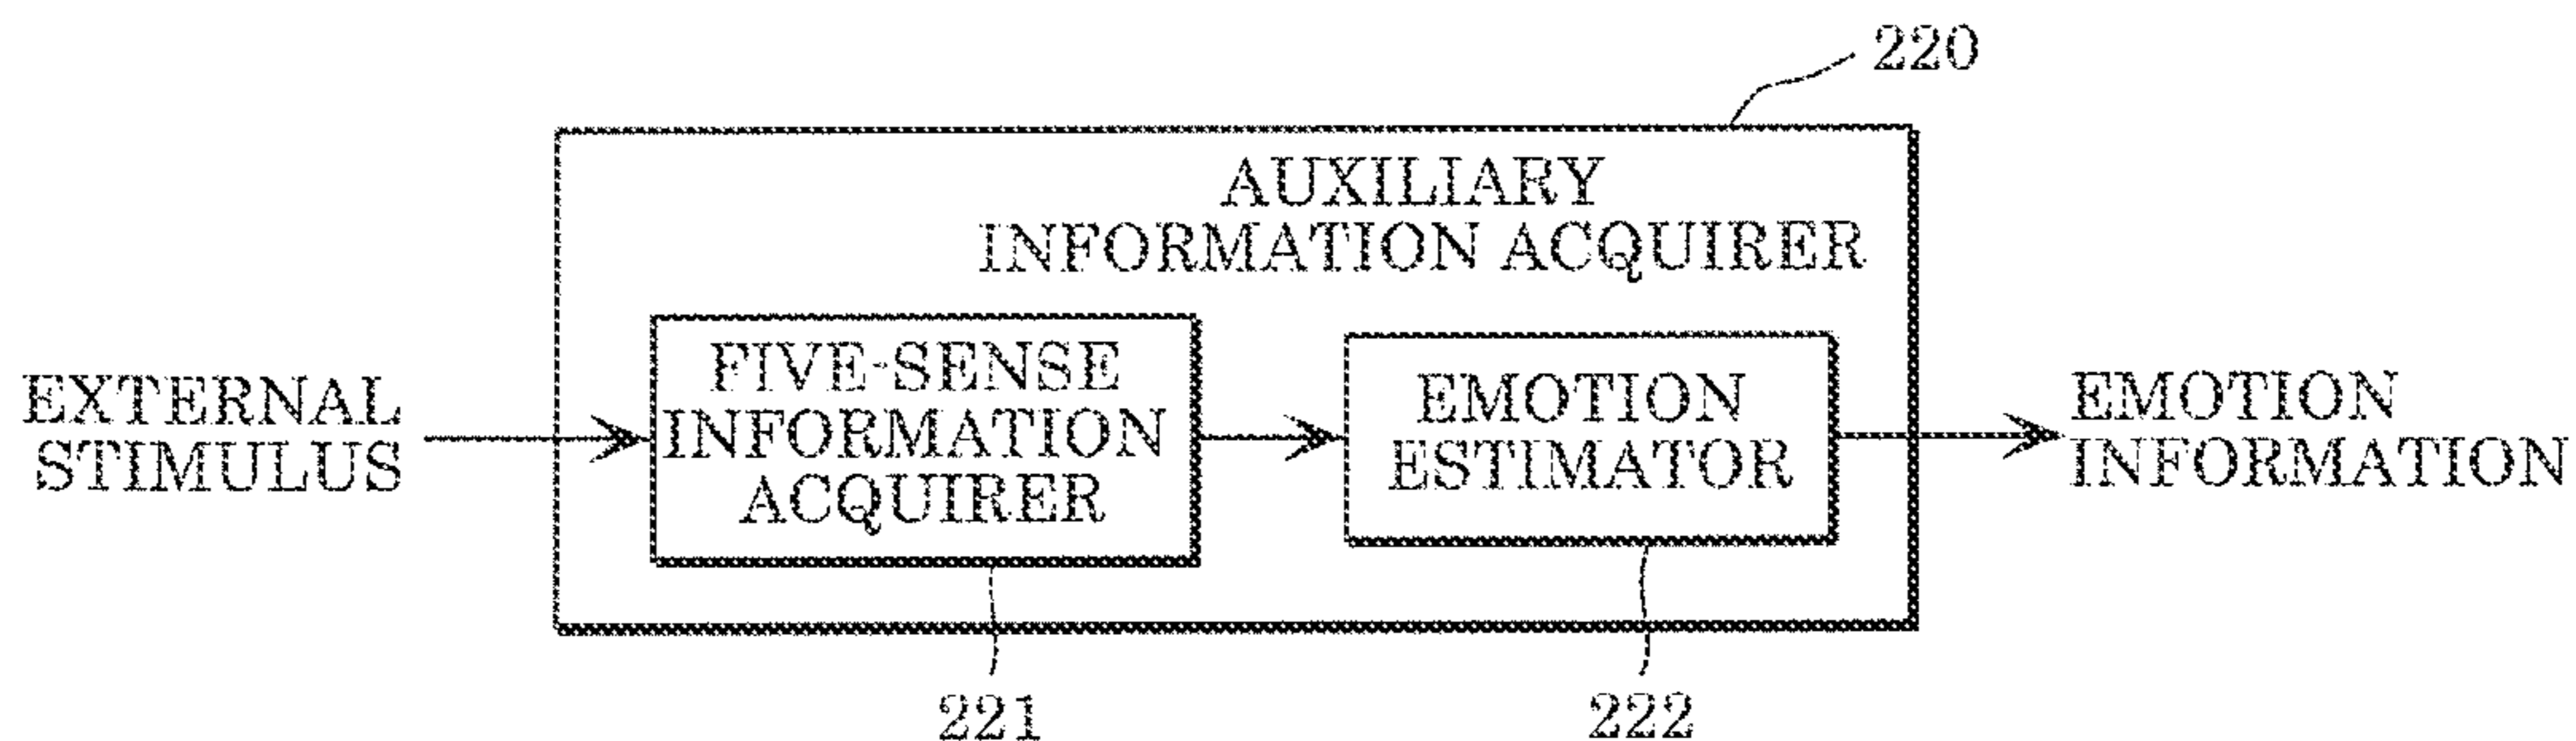 220
AUXILIARY
INFORMATION ACQUIRER
EXTERNAL
STIMULUS
FIVE-SENSE
INFORMATION
ACQUIRER
EMOTION
ESTIMATOR
EMOTION
INFORMATION
221
222